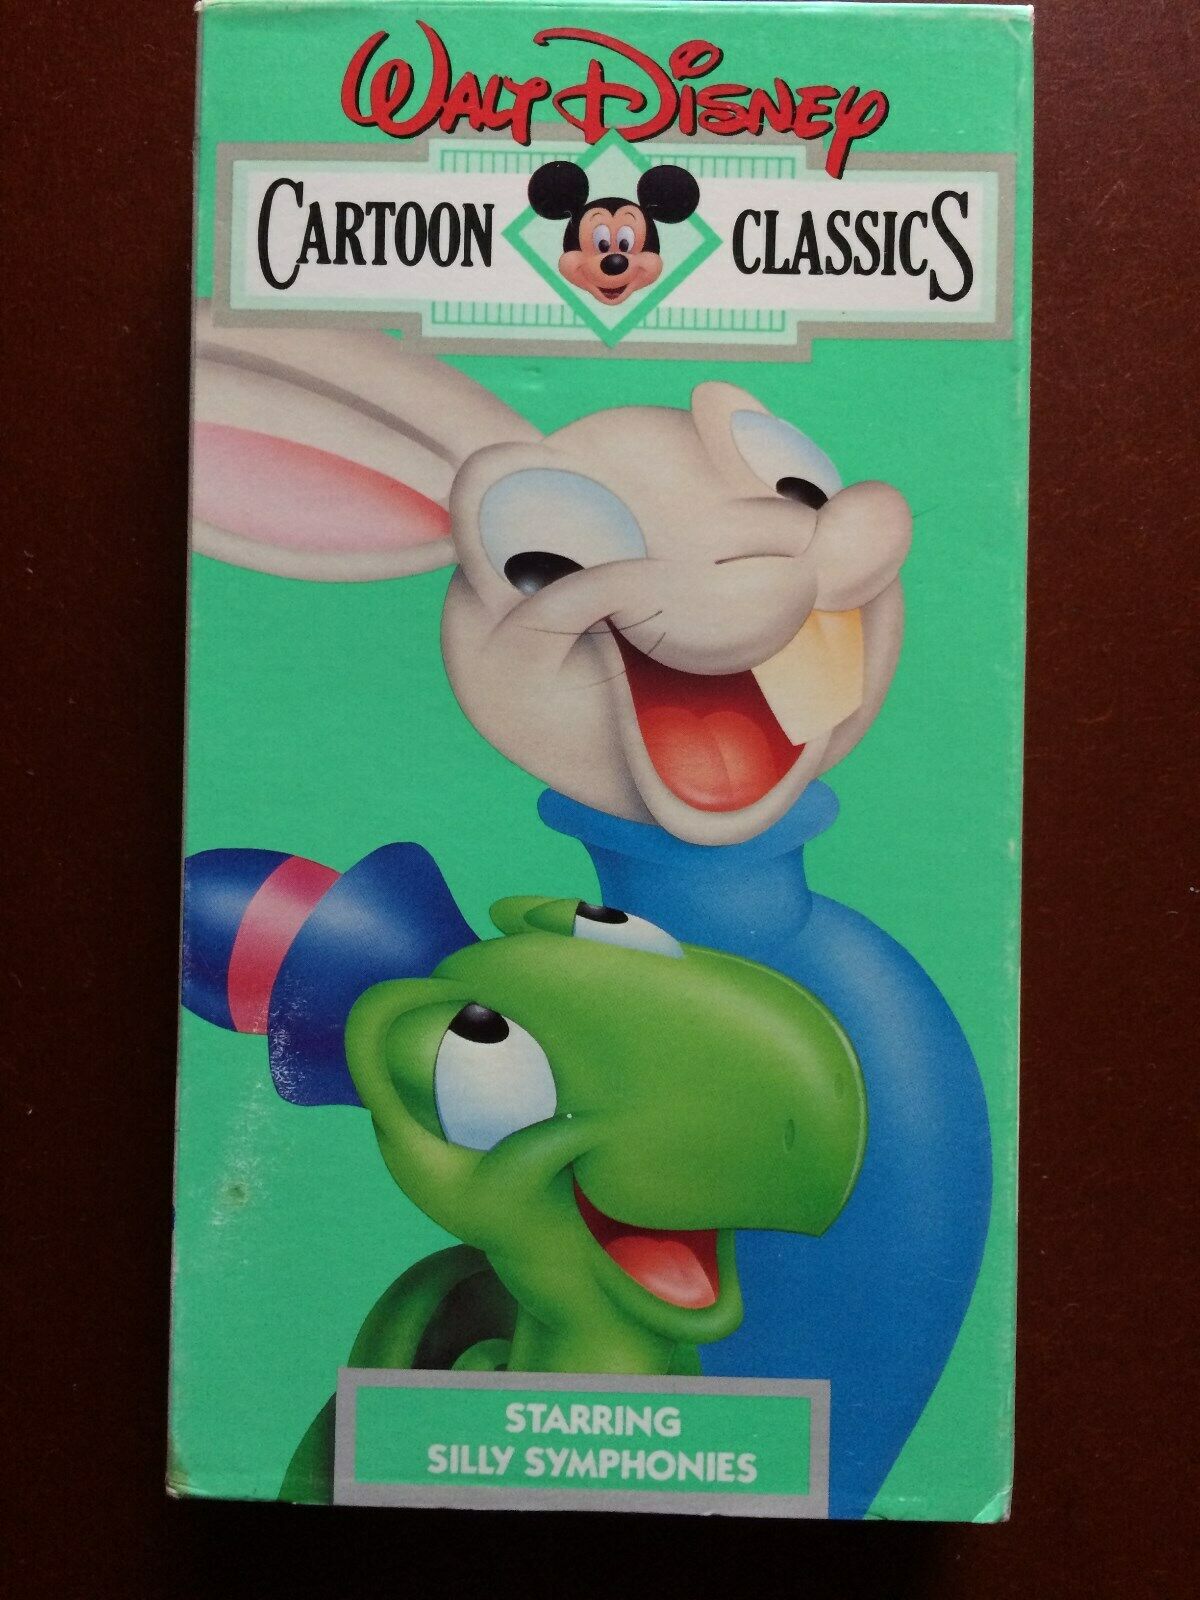 WALT DISNEY
CARTOON CLASSICS
STARRING
SILLY SYMPHONIES